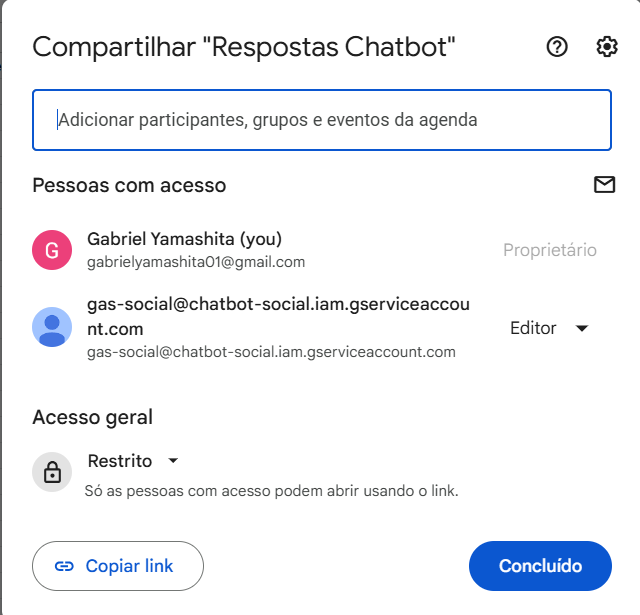 Compartilhar "Respostas Chatbot"
Adicionar participantes, grupos e eventos da agenda
Pessoas com acesso
G
Gabriel Yamashita (you)
gabrielyamashita01@gmail.com
Proprietário
gas-social@chatbot-social.iam.gserviceaccou
nt.com
gas-social@chatbot-social.iam.gserviceaccount.com
Editor
Acesso geral
Restrito
Só as pessoas com acesso podem abrir usando o link.
Copiar link
Concluído